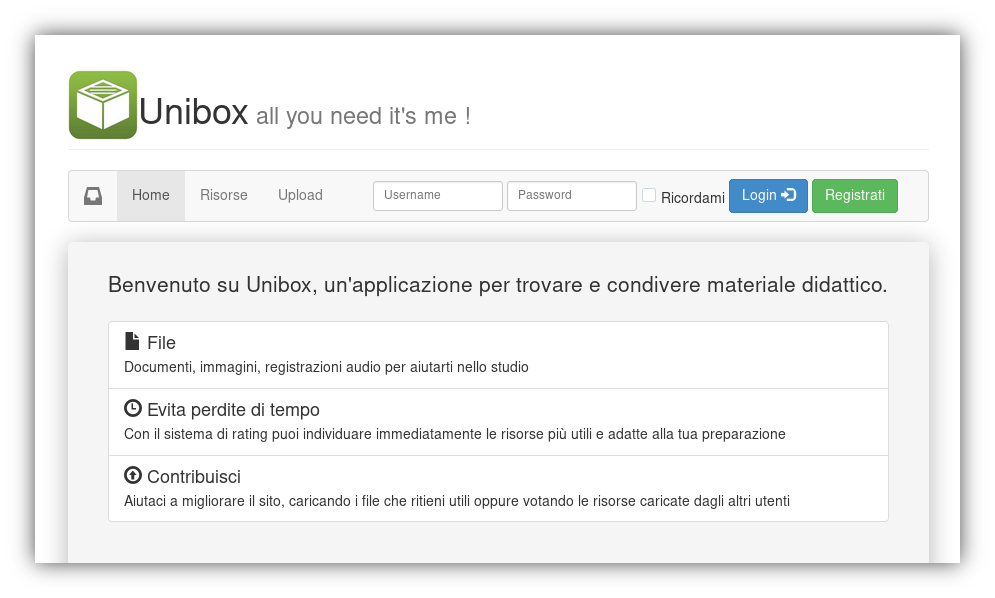 Unibox all you need it's me !
Home Risorse Upload Username Password Ricordami Login Registrati
Benvenuto su Unibox, un'applicazione per trovare e condivere materiale didattico.
File
Documenti, immagini, registrazioni audio per aiutarti nello studio
Evita perdite di tempo
Con il sistema di rating puoi individuare immediatamente le risorse più utili e adatte alla tua preparazione
Contribuisci
Aiutaci a migliorare il sito, caricando i file che ritieni utili oppure votando le risorse caricate dagli altri utenti